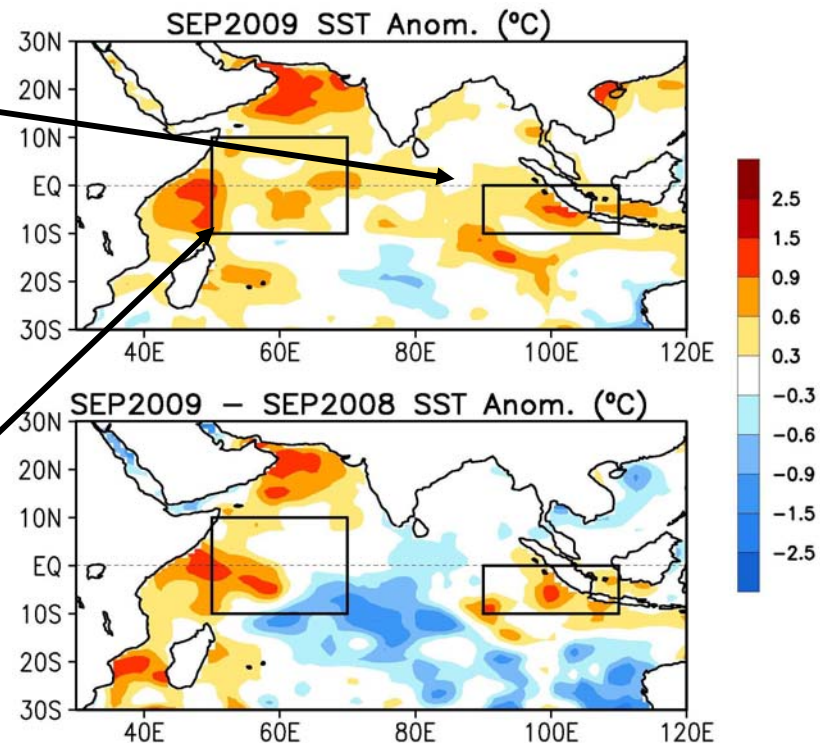 SEP2009 SST Anom. (ºC)
30N
20N
10N
EQ
10S
20S
30S
40E 60E 80E 100E 120E
2.5
1.5
0.9
0.6
0.3
-0.3
-0.6
-0.9
-1.5
-2.5
SEP2009 – SEP2008 SST Anom. (ºC)
30N
20N
10N
EQ
10S
20S
30S
40E 60E 80E 100E 120E